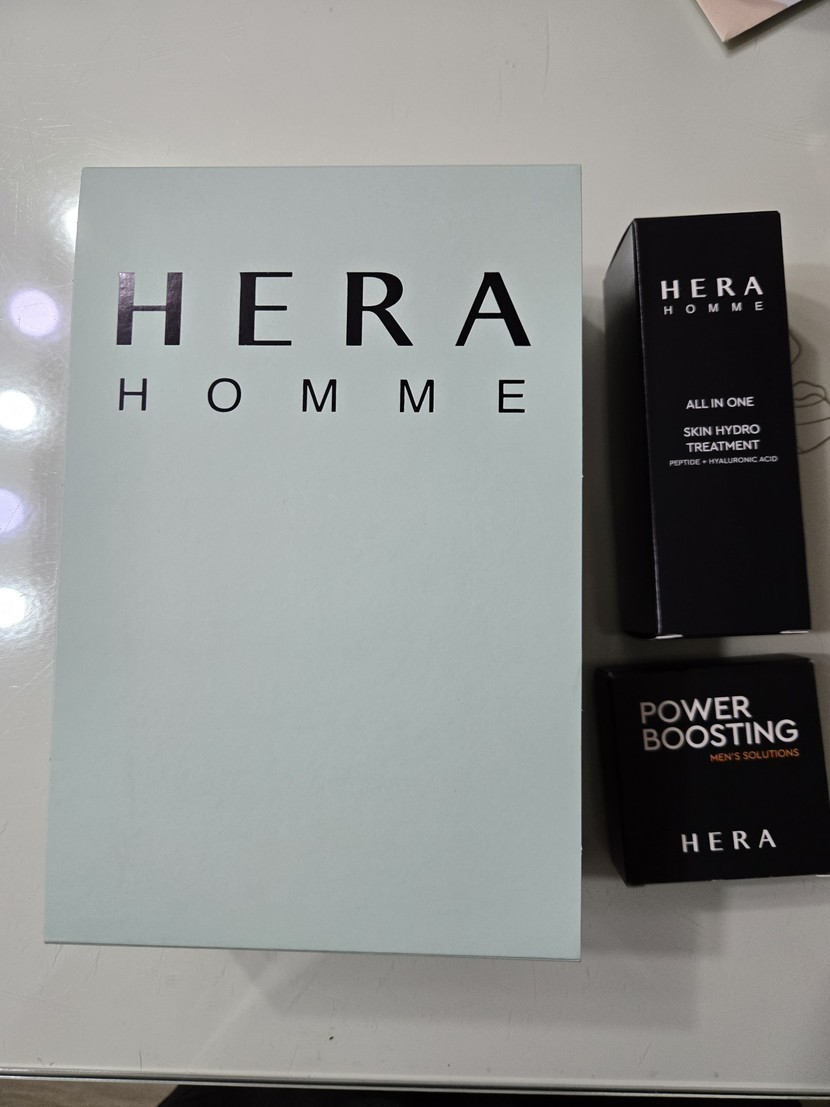 HERA
HOMME
HERA
HOMME
ALL IN ONE
SKIN HYDRO
TREATMENT
PEPTIDE + HYALURONIC ACID
POWER
BOOSTING
MEN'S SOLUTIONS
HERA